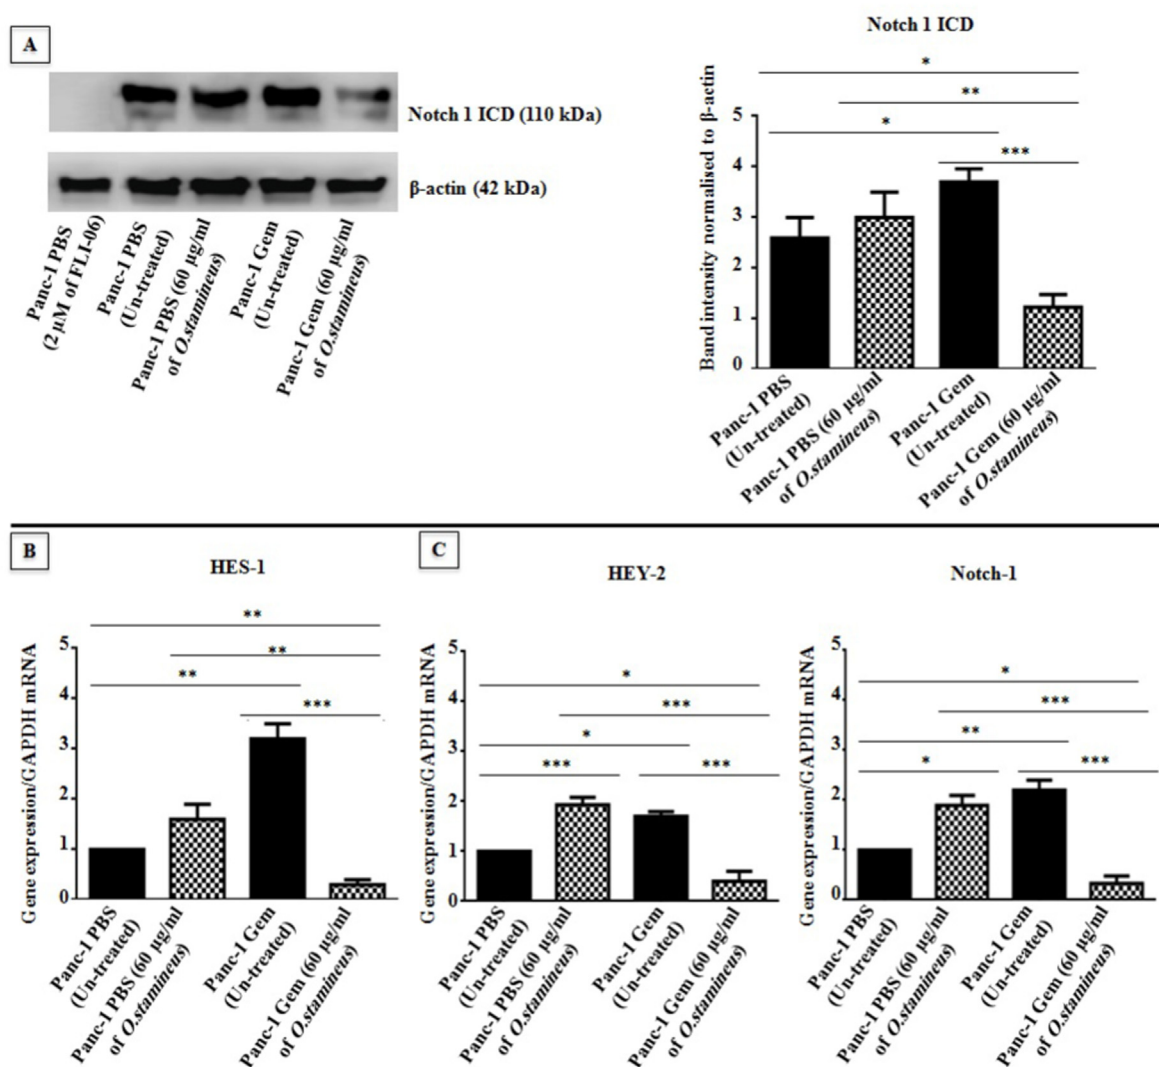 A
Notch 1 ICD (110 kDa)
β-actin (42 kDa)
Panc-1 PBS
(2 µM of FLI-06)
Panc-1 PBS
(Un-treated)
Panc-1 PBS (60 µg/ml
of O.stamineus)
Panc-1 Gem
(Un-treated)
Panc-1 Gem (60 µg/ml
of O.stamineus)
Notch 1 ICD
*
**
*
***
Band intensity normalised to β-actin
5
4
3
2
1
0
Panc-1 PBS
(Un-treated)
Panc-1 PBS (60 µg/ml
of O.stamineus)
Panc-1 Gem
(Un-treated)
Panc-1 Gem (60 µg/ml
of O.stamineus)
B
HES-1
**
**
**
***
Gene expression/GAPDH mRNA
5
4
3
2
1
0
Panc-1 PBS
(Un-treated)
Panc-1 PBS (60 µg/ml
of O.stamineus)
Panc-1 Gem
(Un-treated)
Panc-1 Gem (60 µg/ml
of O.stamineus)
C
HEY-2
*
***
*
***
***
Gene expression/GAPDH mRNA
5
4
3
2
1
0
Panc-1 PBS
(Un-treated)
Panc-1 PBS (60 µg/ml
of O.stamineus)
Panc-1 Gem
(Un-treated)
Panc-1 Gem (60 µg/ml
of O.stamineus)
Notch-1
*
***
**
*
***
Gene expression/GAPDH mRNA
5
4
3
2
1
0
Panc-1 PBS
(Un-treated)
Panc-1 PBS (60 µg/ml
of O.stamineus)
Panc-1 Gem
(Un-treated)
Panc-1 Gem (60 µg/ml
of O.stamineus)